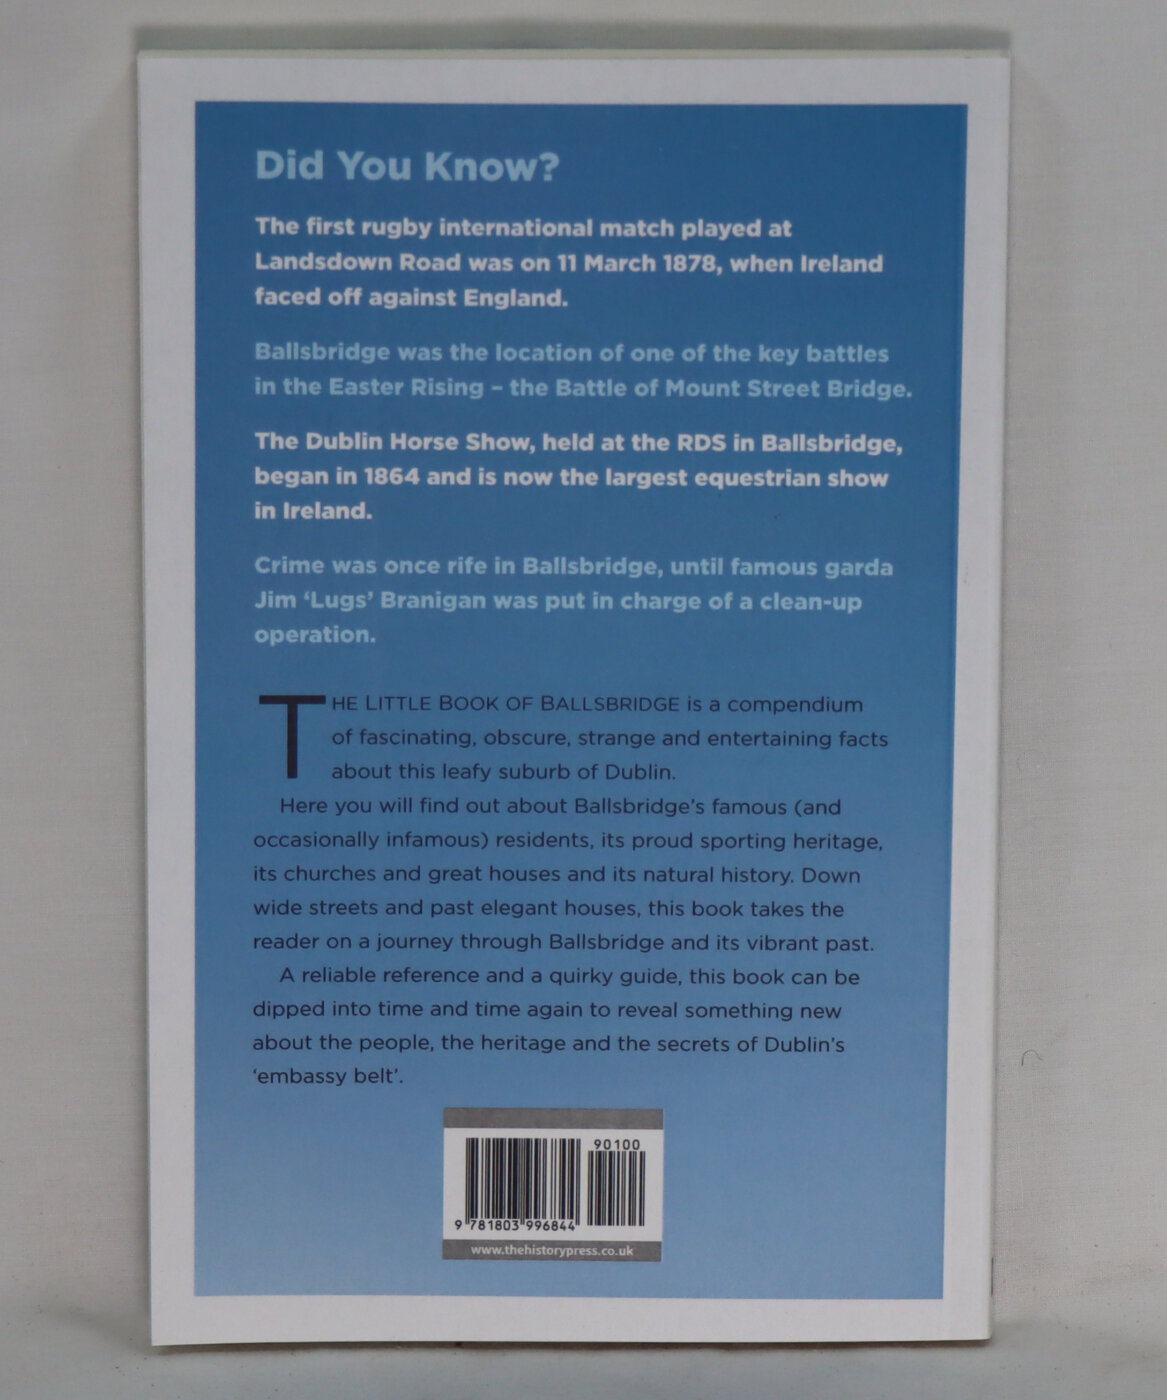 Did You Know?
The first rugby international match played at
Landsdown Road was on 11 March 1878, when Ireland
faced off against England.
Ballsbridge was the location of one of the key battles
in the Easter Rising – the Battle of Mount Street Bridge.
The Dublin Horse Show, held at the RDS in Ballsbridge,
began in 1864 and is now the largest equestrian show
in Ireland.
Crime was once rife in Ballsbridge, until famous garda
Jim ‘Lugs’ Branigan was put in charge of a clean-up
operation.
THE LITTLE BOOK OF BALLSBRIDGE is a compendium
of fascinating, obscure, strange and entertaining facts
about this leafy suburb of Dublin.
Here you will find out about Ballsbridge’s famous (and
occasionally infamous) residents, its proud sporting heritage,
its churches and great houses and its natural history. Down
wide streets and past elegant houses, this book takes the
reader on a journey through Ballsbridge and its vibrant past.
A reliable reference and a quirky guide, this book can be
dipped into time and time again to reveal something new
about the people, the heritage and the secrets of Dublin’s
‘embassy belt’.
90100
9 781803 996844
www.thehistorypress.co.uk